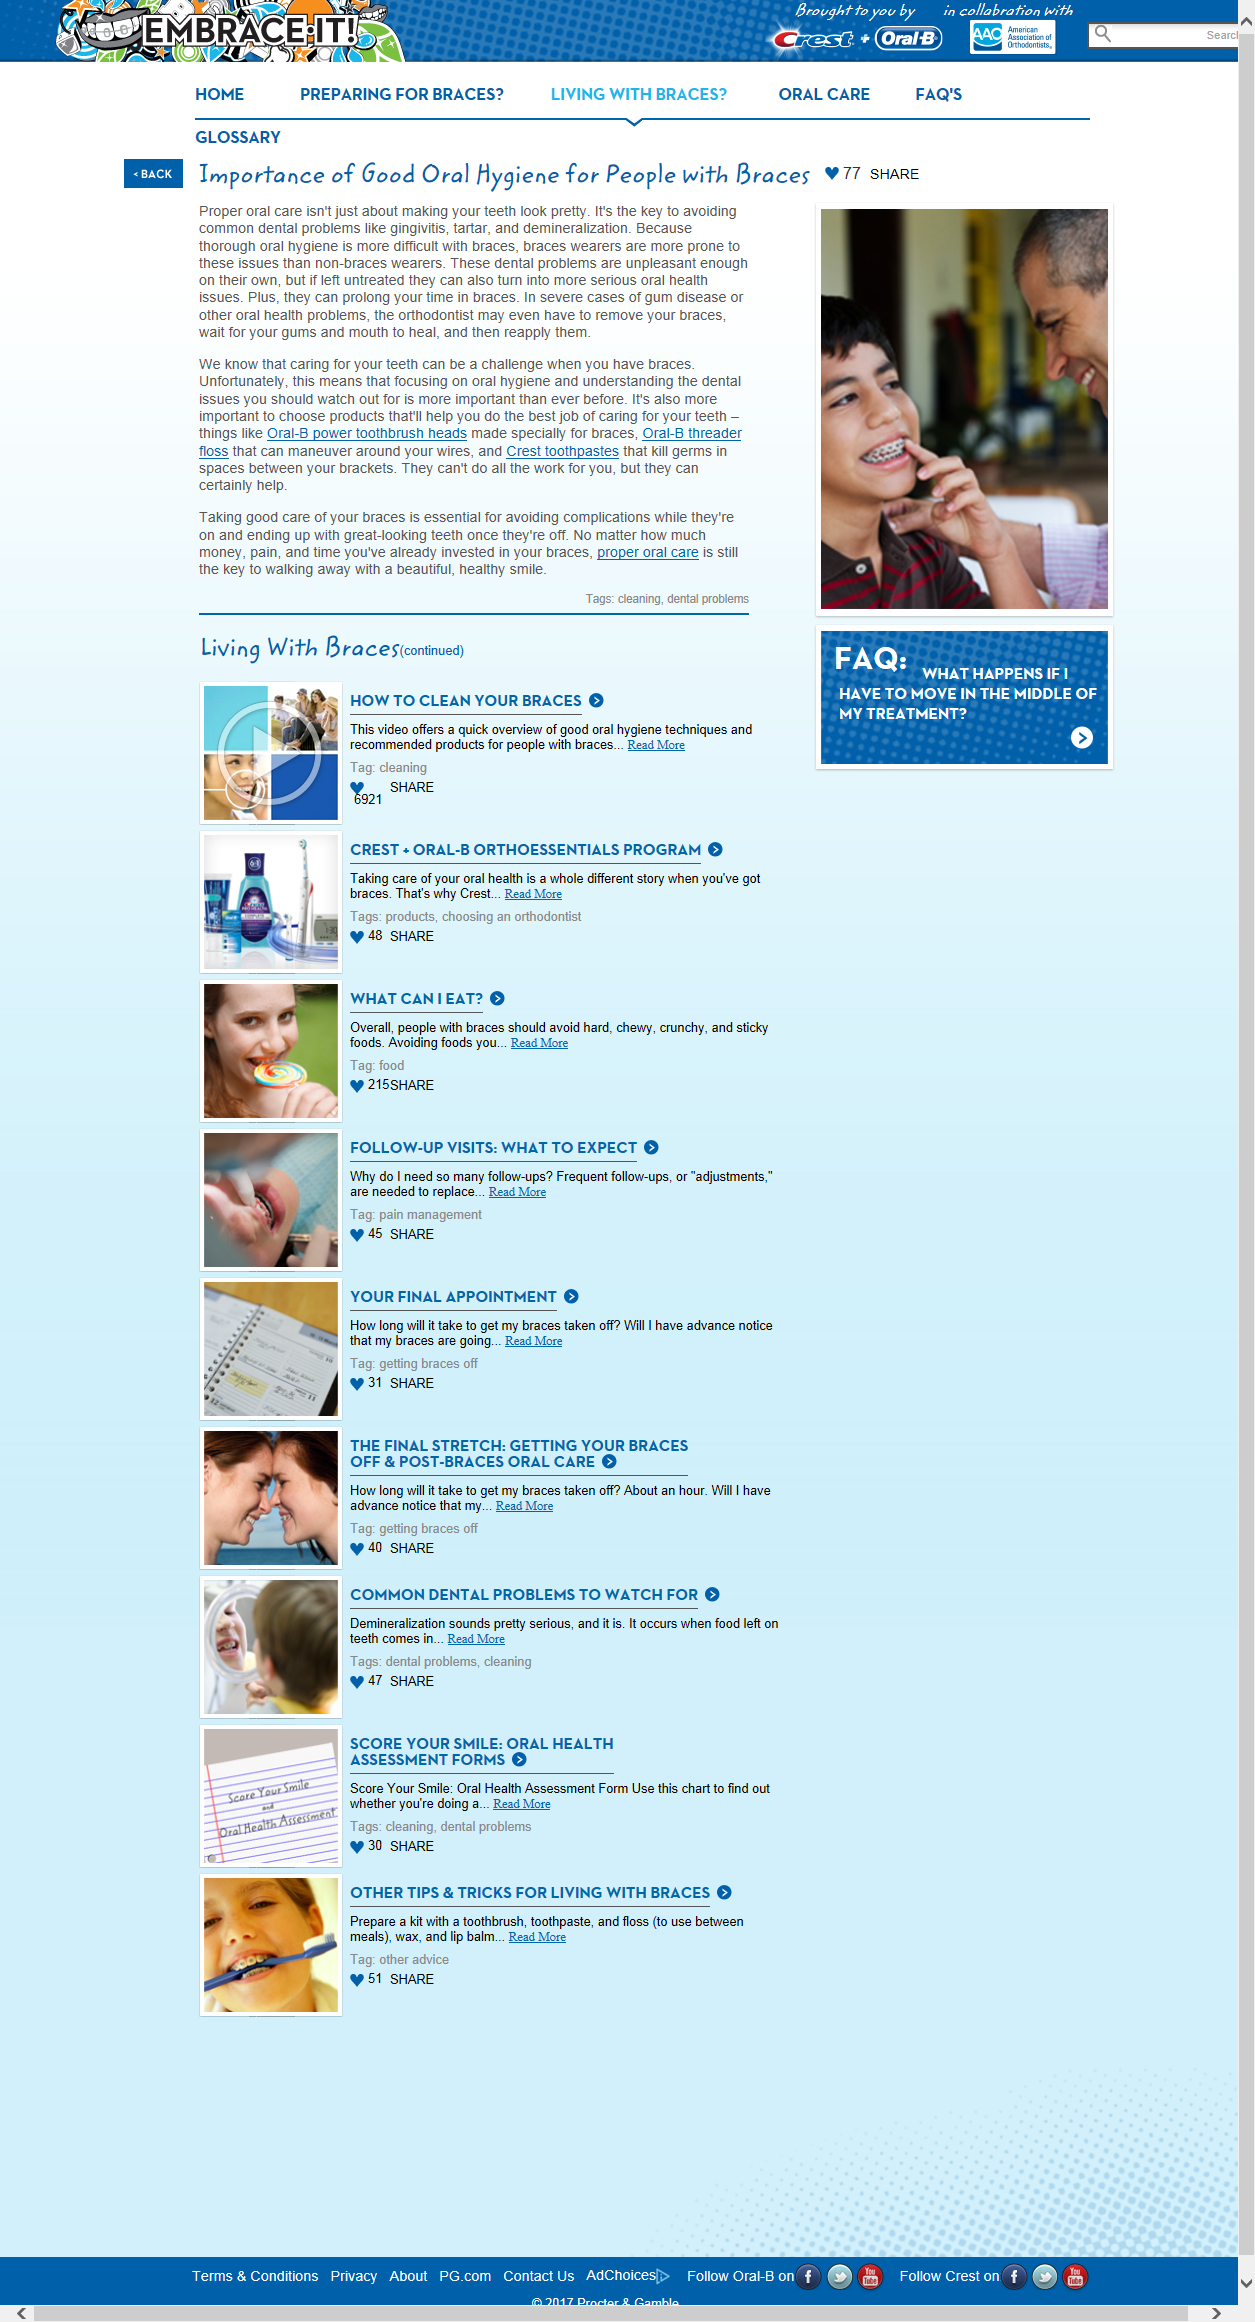 EMBRACE·IT!
Brought to you by
in collabration with
Crest + Oral-B
AAO American Association of Orthodontists.
Search
HOME PREPARING FOR BRACES? LIVING WITH BRACES? ORAL CARE FAQ'S
GLOSSARY
< BACK
Importance of Good Oral Hygiene for People with Braces
77 SHARE
Proper oral care isn't just about making your teeth look pretty. It's the key to avoiding
common dental problems like gingivitis, tartar, and demineralization. Because
thorough oral hygiene is more difficult with braces, braces wearers are more prone to
these issues than non-braces wearers. These dental problems are unpleasant enough
on their own, but if left untreated they can also turn into more serious oral health
issues. Plus, they can prolong your time in braces. In severe cases of gum disease or
other oral health problems, the orthodontist may even have to remove your braces,
wait for your gums and mouth to heal, and then reapply them.
We know that caring for your teeth can be a challenge when you have braces.
Unfortunately, this means that focusing on oral hygiene and understanding the dental
issues you should watch out for is more important than ever before. It's also more
important to choose products that'll help you do the best job of caring for your teeth –
things like Oral-B power toothbrush heads made specially for braces, Oral-B threader
floss that can maneuver around your wires, and Crest toothpastes that kill germs in
spaces between your brackets. They can't do all the work for you, but they can
certainly help.
Taking good care of your braces is essential for avoiding complications while they're
on and ending up with great-looking teeth once they're off. No matter how much
money, pain, and time you've already invested in your braces, proper oral care is still
the key to walking away with a beautiful, healthy smile.
Tags: cleaning, dental problems
FAQ: WHAT HAPPENS IF I
HAVE TO MOVE IN THE MIDDLE OF
MY TREATMENT?
Living With Braces(continued)
HOW TO CLEAN YOUR BRACES
This video offers a quick overview of good oral hygiene techniques and
recommended products for people with braces... Read More
Tag: cleaning
6921 SHARE
CREST + ORAL-B ORTHOESSENTIALS PROGRAM
Taking care of your oral health is a whole different story when you've got
braces. That's why Crest... Read More
Tags: products, choosing an orthodontist
48 SHARE
WHAT CAN I EAT?
Overall, people with braces should avoid hard, chewy, crunchy, and sticky
foods. Avoiding foods you... Read More
Tag: food
215SHARE
FOLLOW-UP VISITS: WHAT TO EXPECT
Why do I need so many follow-ups? Frequent follow-ups, or "adjustments,"
are needed to replace... Read More
Tag: pain management
45 SHARE
YOUR FINAL APPOINTMENT
How long will it take to get my braces taken off? Will I have advance notice
that my braces are going... Read More
Tag: getting braces off
31 SHARE
THE FINAL STRETCH: GETTING YOUR BRACES
OFF & POST-BRACES ORAL CARE
How long will it take to get my braces taken off? About an hour. Will I have
advance notice that my... Read More
Tag: getting braces off
40 SHARE
COMMON DENTAL PROBLEMS TO WATCH FOR
Demineralization sounds pretty serious, and it is. It occurs when food left on
teeth comes in... Read More
Tags: dental problems, cleaning
47 SHARE
Score Your Smile
and
Oral Health Assessment
SCORE YOUR SMILE: ORAL HEALTH
ASSESSMENT FORMS
Score Your Smile: Oral Health Assessment Form Use this chart to find out
whether you're doing a... Read More
Tags: cleaning, dental problems
30 SHARE
OTHER TIPS & TRICKS FOR LIVING WITH BRACES
Prepare a kit with a toothbrush, toothpaste, and floss (to use between
meals), wax, and lip balm... Read More
Tag: other advice
51 SHARE
Terms & Conditions Privacy About PG.com Contact Us AdChoices Follow Oral-B on f You Tube Follow Crest on f You Tube
© 2017 Procter & Gamble